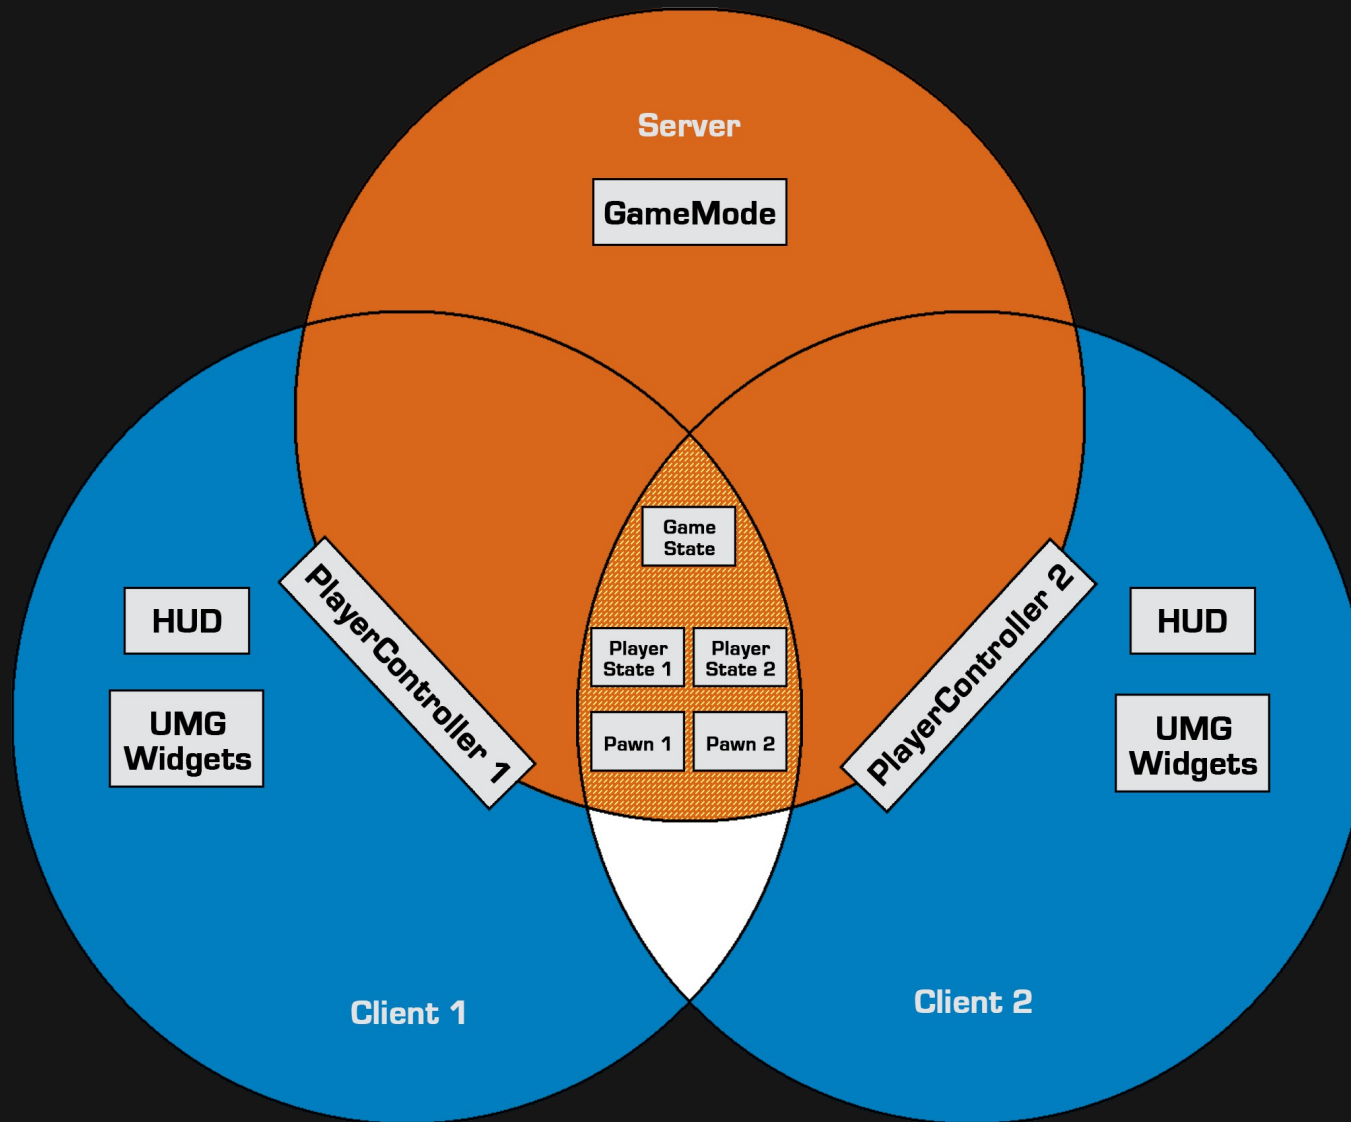 Server
GameMode
Game
State
PlayerController 1
PlayerController 2
HUD
HUD
Player
State 1
Player
State 2
UMG
Widgets
Pawn 1
Pawn 2
UMG
Widgets
Client 1
Client 2